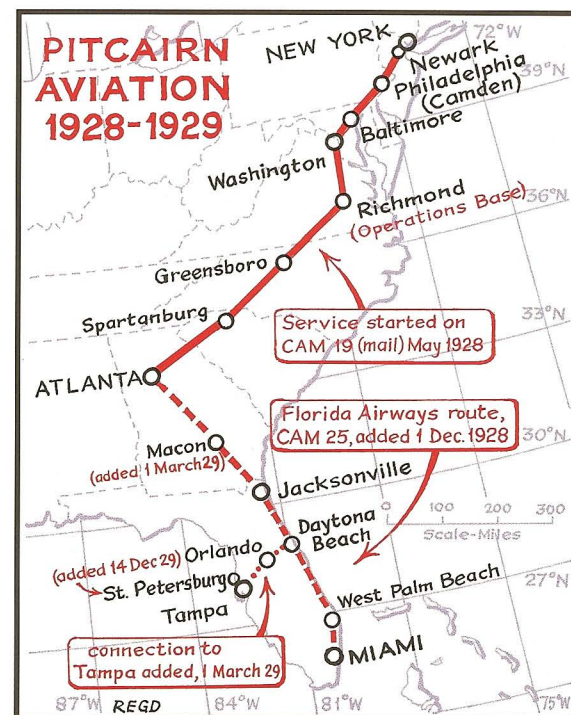 PITCAIRN
AVIATION
1928-1929
NEW YORK
72°W
39°N
Newark
Philadelphia
(Camden)
Baltimore
Washington
36°N
Richmond
(Operations Base)
Greensboro
Spartanburg
33°N
Service started on
CAM 19 (mail) May 1928
ATLANTA
Florida Airways route,
CAM 25, added 1 Dec. 1928
30°N
Macon
(added 1 March 29)
Jacksonville
0 100 200 300
Scale-Miles
Daytona
Beach
Orlando
(added 14 Dec 29)
St. Petersburg
Tampa
27°N
West Palm Beach
connection to
Tampa added, 1 March 29
MIAMI
87°W
REGD
84°W
81°W
75°W